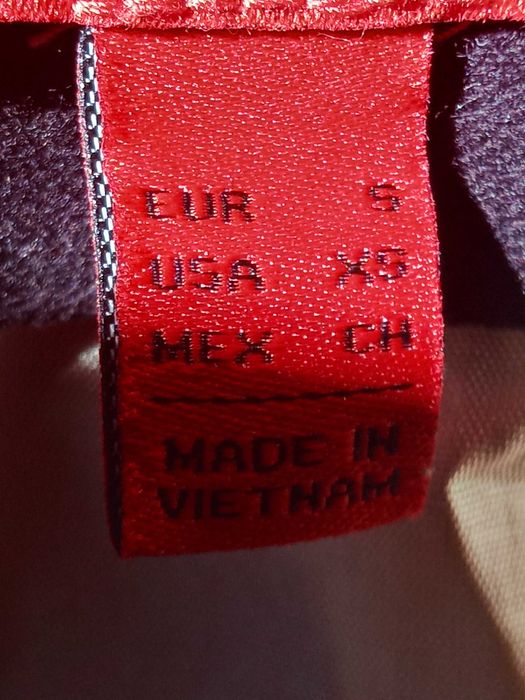 EUR S
USA XS
MEX CH
MADE IN
VIETNAM